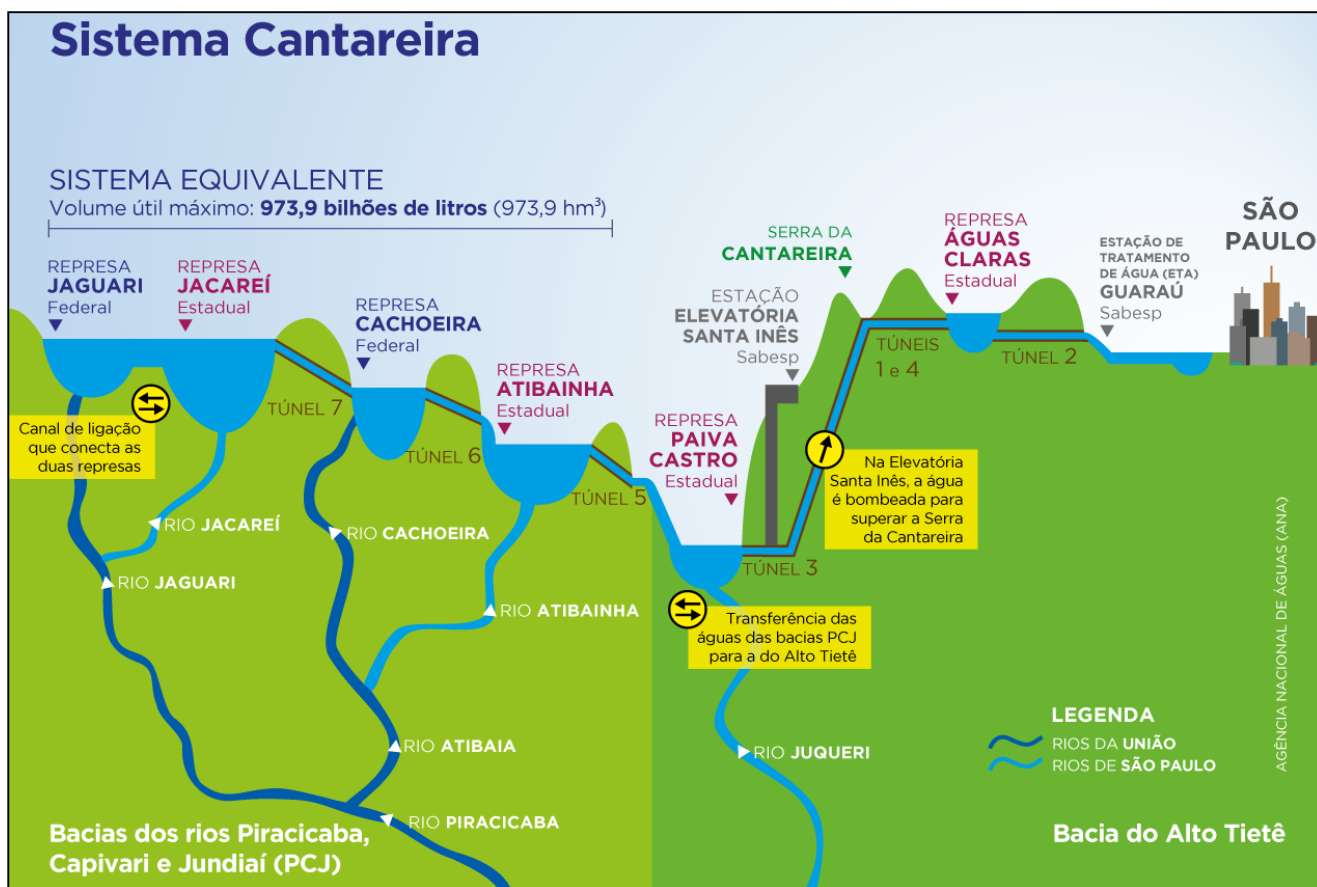 Sistema Cantareira
SISTEMA EQUIVALENTE
Volume útil máximo: 973,9 bilhões de litros (973,9 hm³)
REPRESA
JAGUARI
Federal
REPRESA
JACAREÍ
Estadual
REPRESA
CACHOEIRA
Federal
REPRESA
ATIBAINHA
Estadual
REPRESA
PAIVA
CASTRO
Estadual
ESTAÇÃO
ELEVATÓRIA
SANTA INÊS
Sabesp
SERRA DA
CANTAREIRA
REPRESA
ÁGUAS
CLARAS
Estadual
ESTAÇÃO DE
TRATAMENTO
DE ÁGUA (ETA)
GUARAÚ
Sabesp
SÃO
PAULO
TÚNEL 7
TÚNEL 6
TÚNEL 5
TÚNEL 3
TÚNEIS
1 e 4
TÚNEL 2
Canal de ligação
que conecta as
duas represas
Na Elevatória
Santa Inês, a água
é bombeada para
superar a Serra
da Cantareira
Transferência das
águas das bacias PCJ
para a do Alto Tietê
RIO JACAREÍ
RIO JAGUARI
RIO CACHOEIRA
RIO ATIBAINHA
RIO ATIBAIA
RIO PIRACICABA
RIO JUQUERI
LEGENDA
RIOS DA UNIÃO
RIOS DE SÃO PAULO
AGÊNCIA NACIONAL DE ÁGUAS (ANA)
Bacias dos rios Piracicaba,
Capivari e Jundiaí (PCJ)
Bacia do Alto Tietê